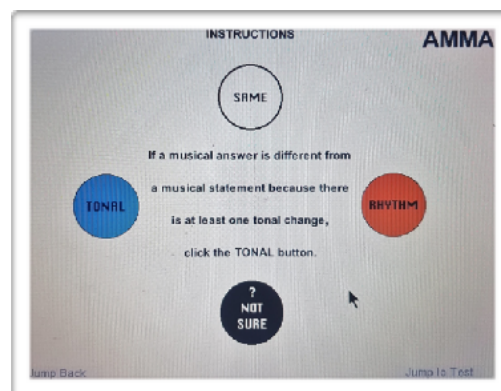 INSTRUCTIONS
AMMA
SAME
If a musical answer is different from
a musical statement because there
is at least one tonal change,
click the TONAL button.
TONAL
RHYTHM
?
NOT
SURE
Jump Back
Jump to Test